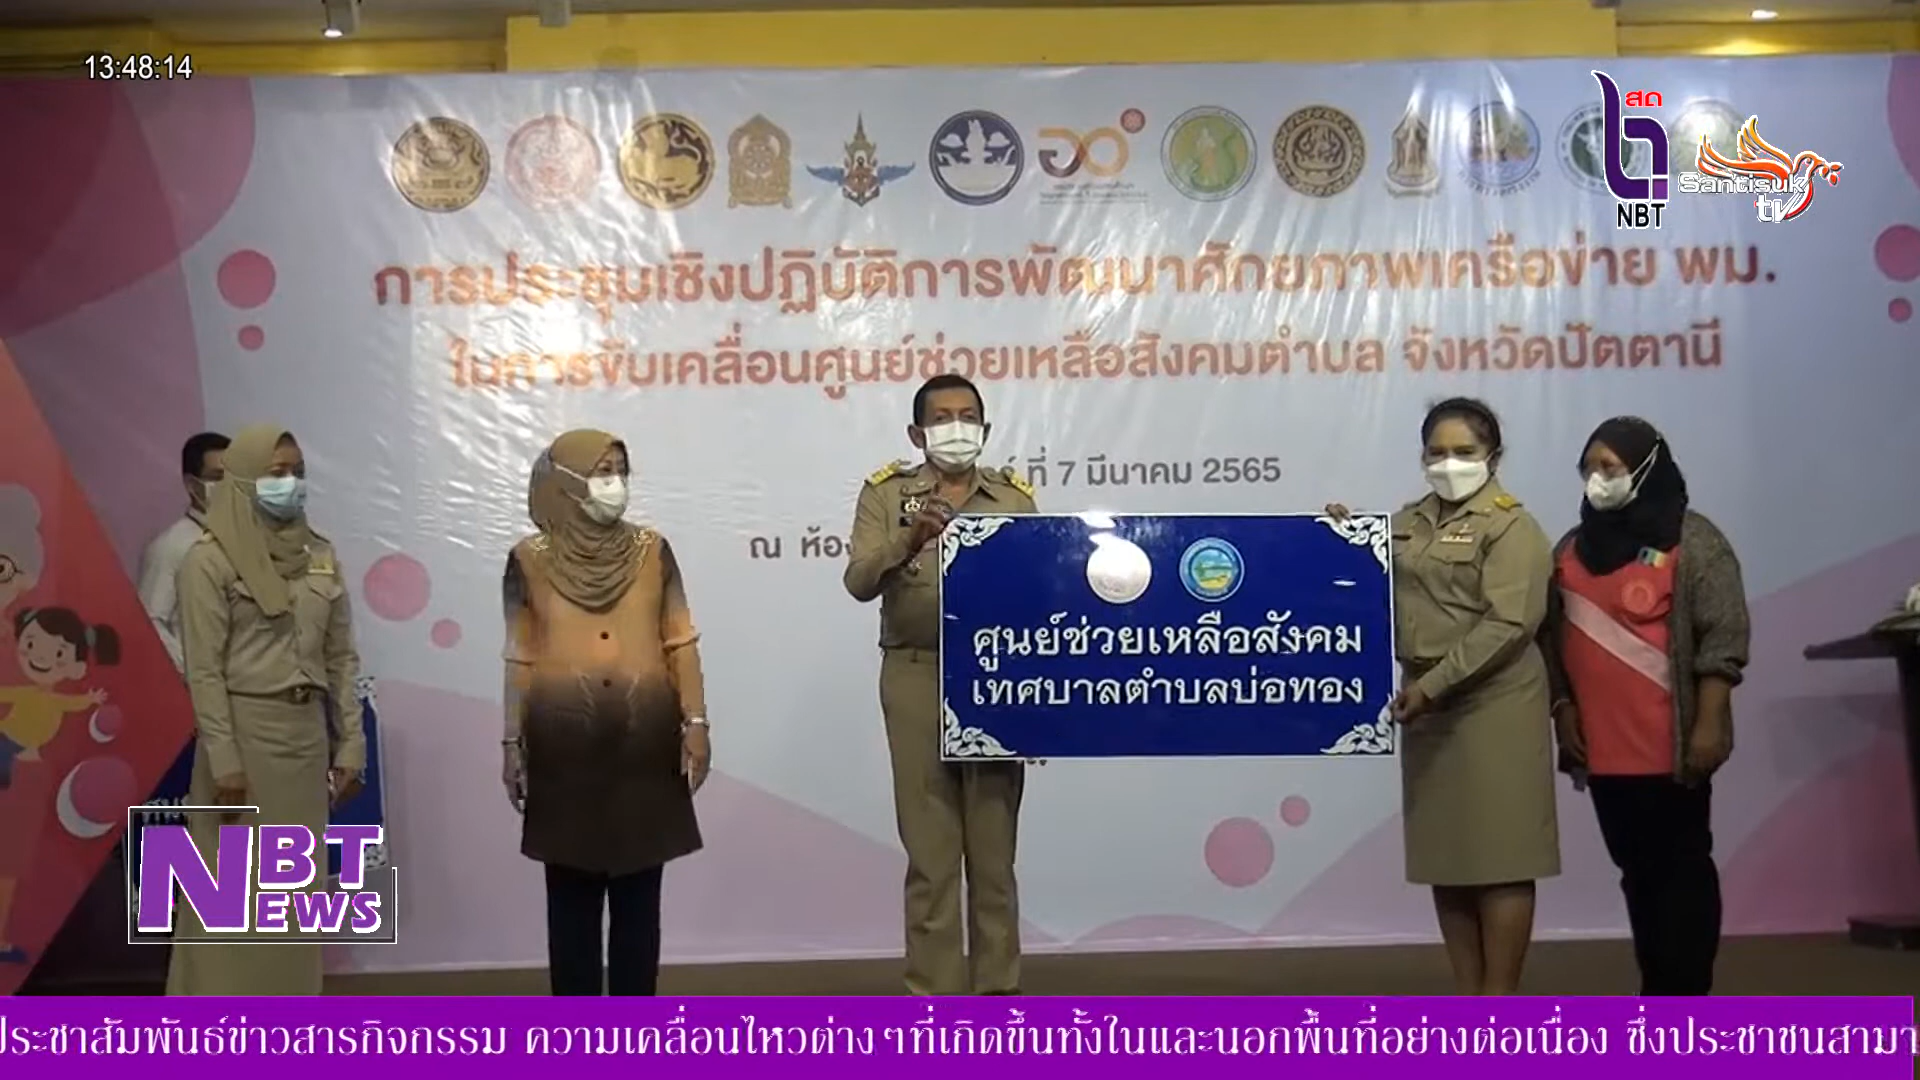 13:48:14
สด
NBT
Santisuk
tv
การประชุมเชิงปฏิบัติการพัฒนาศักยภาพเครือข่าย พม.
ในการขับเคลื่อนศูนย์ช่วยเหลือสังคมตำบล จังหวัดปัตตานี
ที่ 7 มีนาคม 2565
ณ ห้อง
ศูนย์ช่วยเหลือสังคม
เทศบาลตำบลบ่อทอง
NBT
NEWS
ประชาสัมพันธ์ข่าวสารกิจกรรม ความเคลื่อนไหวต่างๆที่เกิดขึ้นทั้งในและนอกพื้นที่อย่างต่อเนื่อง ซึ่งประชาชนสามา